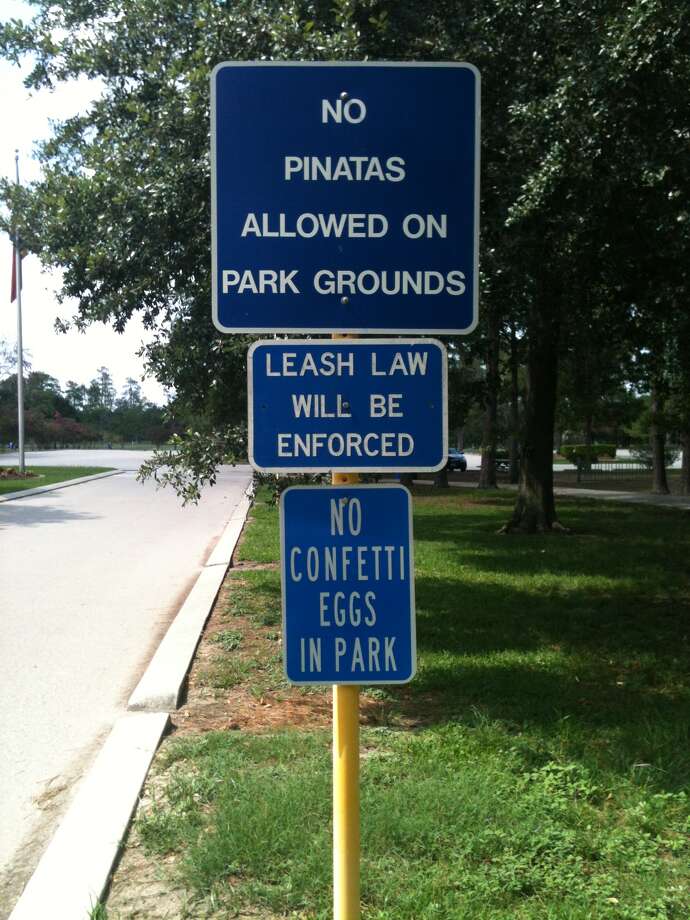 NO
PINATAS
ALLOWED ON
PARK GROUNDS
LEASH LAW
WILL BE
ENFORCED
NO
CONFETTI
EGGS
IN PARK